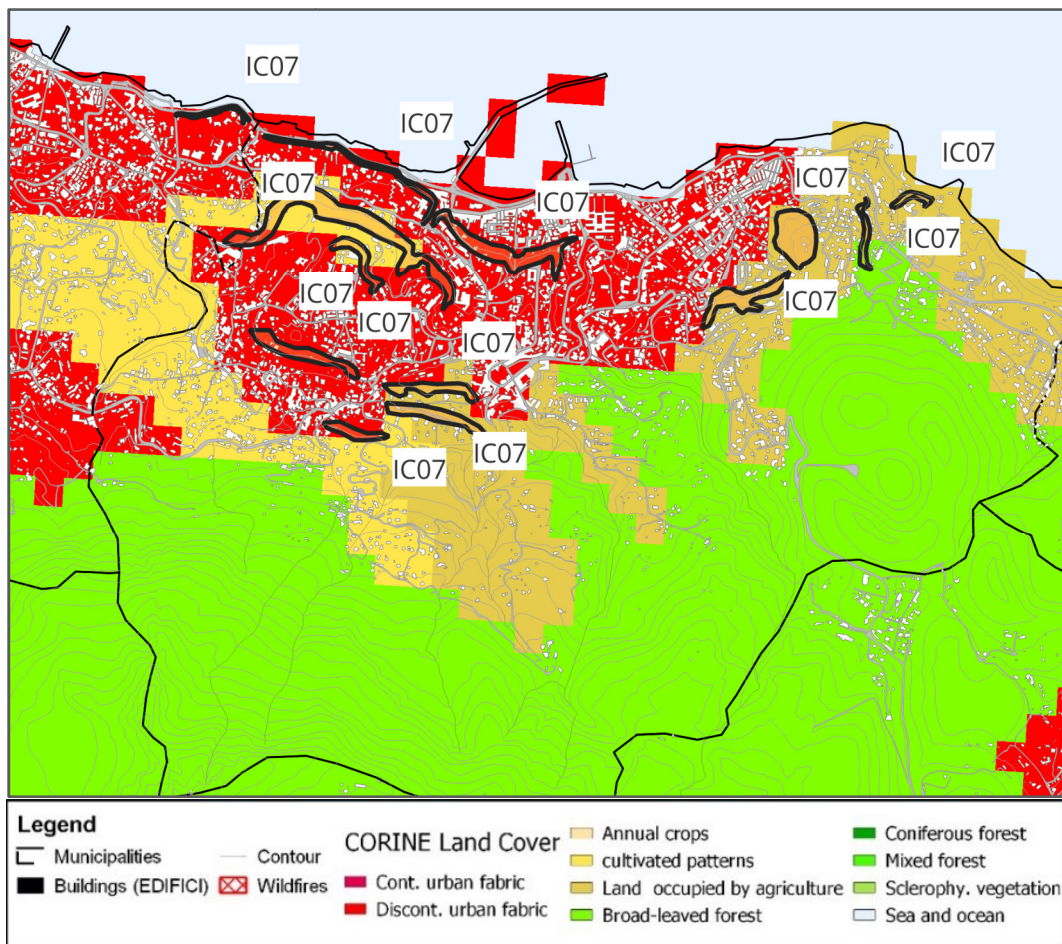 IC07
IC07
IC07
IC07
IC07
IC07
IC07
IC07
IC07
IC07
IC07
IC07
Legend
Municipalities
Contour
Buildings (EDIFICI)
Wildfires
CORINE Land Cover
Cont. urban fabric
Discont. urban fabric
Annual crops
cultivated patterns
Land occupied by agriculture
Broad-leaved forest
Coniferous forest
Mixed forest
Sclerophy. vegetation
Sea and ocean